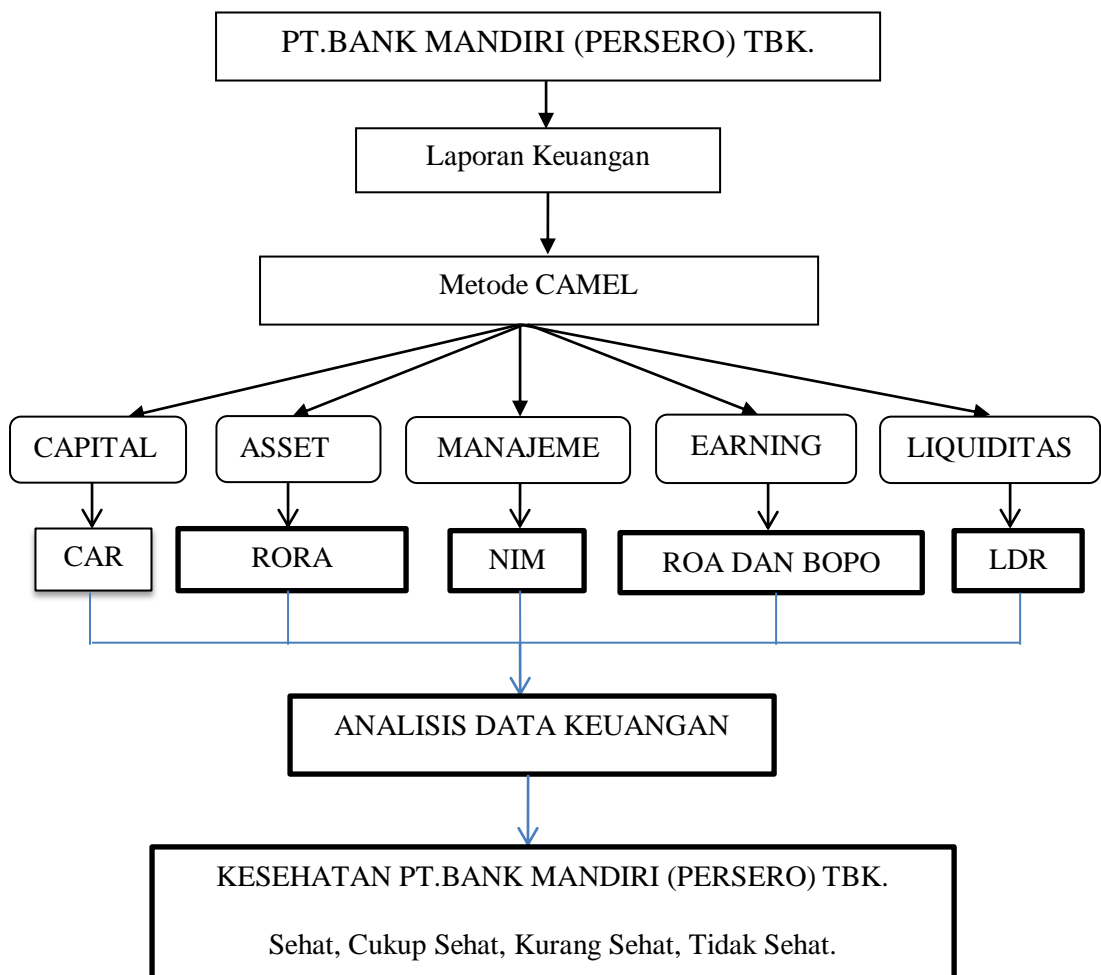 PT.BANK MANDIRI (PERSERO) TBK.
Laporan Keuangan
Metode CAMEL
CAPITAL
ASSET
MANAJEME
EARNING
LIQUIDITAS
CAR
RORA
NIM
ROA DAN BOPO
LDR
ANALISIS DATA KEUANGAN
KESEHATAN PT.BANK MANDIRI (PERSERO) TBK.
Sehat, Cukup Sehat, Kurang Sehat, Tidak Sehat.